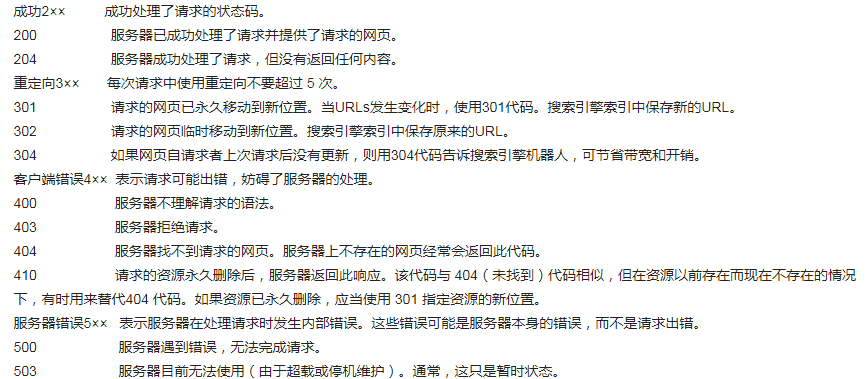 成功2×× 成功处理了请求的状态码。
200 服务器已成功处理了请求并提供了请求的网页。
204 服务器成功处理了请求，但没有返回任何内容。
重定向3×× 每次请求中使用重定向不要超过 5 次。
301 请求的网页已永久移动到新位置。当URLs发生变化时，使用301代码。搜索引擎索引中保存新的URL。
302 请求的网页临时移动到新位置。搜索引擎索引中保存原来的URL。
304 如果网页自请求者上次请求后没有更新，则用304代码告诉搜索引擎机器人，可节省带宽和开销。
客户端错误4×× 表示请求可能出错，妨碍了服务器的处理。
400 服务器不理解请求的语法。
403 服务器拒绝请求。
404 服务器找不到请求的网页。服务器上不存在的网页经常会返回此代码。
410 请求的资源永久删除后，服务器返回此响应。该代码与 404（未找到）代码相似，但在资源以前存在而现在不存在的情况
下，有时用来替代404 代码。如果资源已永久删除，应当使用 301 指定资源的新位置。
服务器错误5×× 表示服务器在处理请求时发生内部错误。这些错误可能是服务器本身的错误，而不是请求出错。
500 服务器遇到错误，无法完成请求。
503 服务器目前无法使用（由于超载或停机维护）。通常，这只是暂时状态。